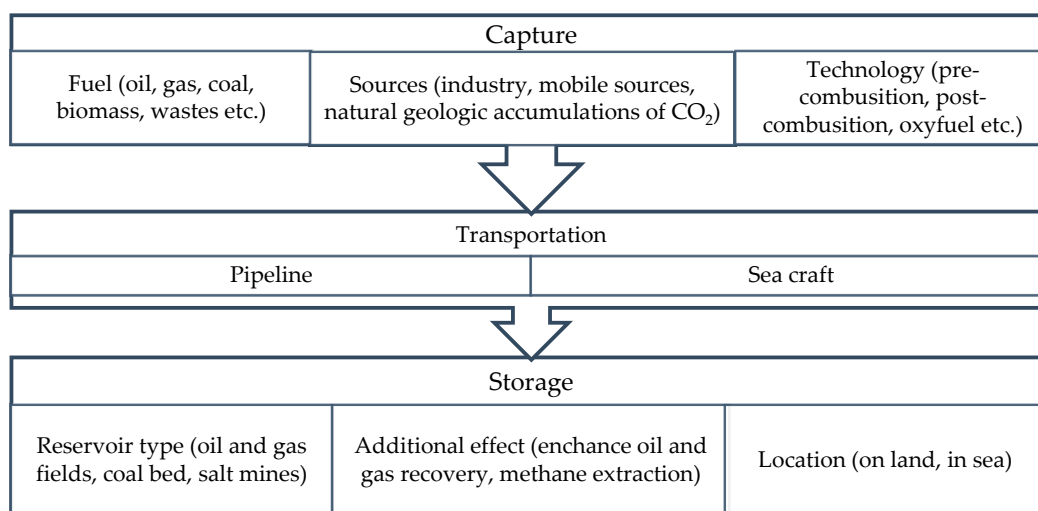 Capture
Fuel (oil, gas, coal,
biomass, wastes etc.)
Sources (industry, mobile sources,
natural geologic accumulations of CO₂)
Technology (pre-
combusition, post-
combusition, oxyfuel etc.)
Transportation
Pipeline
Sea craft
Storage
Reservoir type (oil and gas
fields, coal bed, salt mines)
Additional effect (enchance oil and
gas recovery, methane extraction)
Location (on land, in sea)